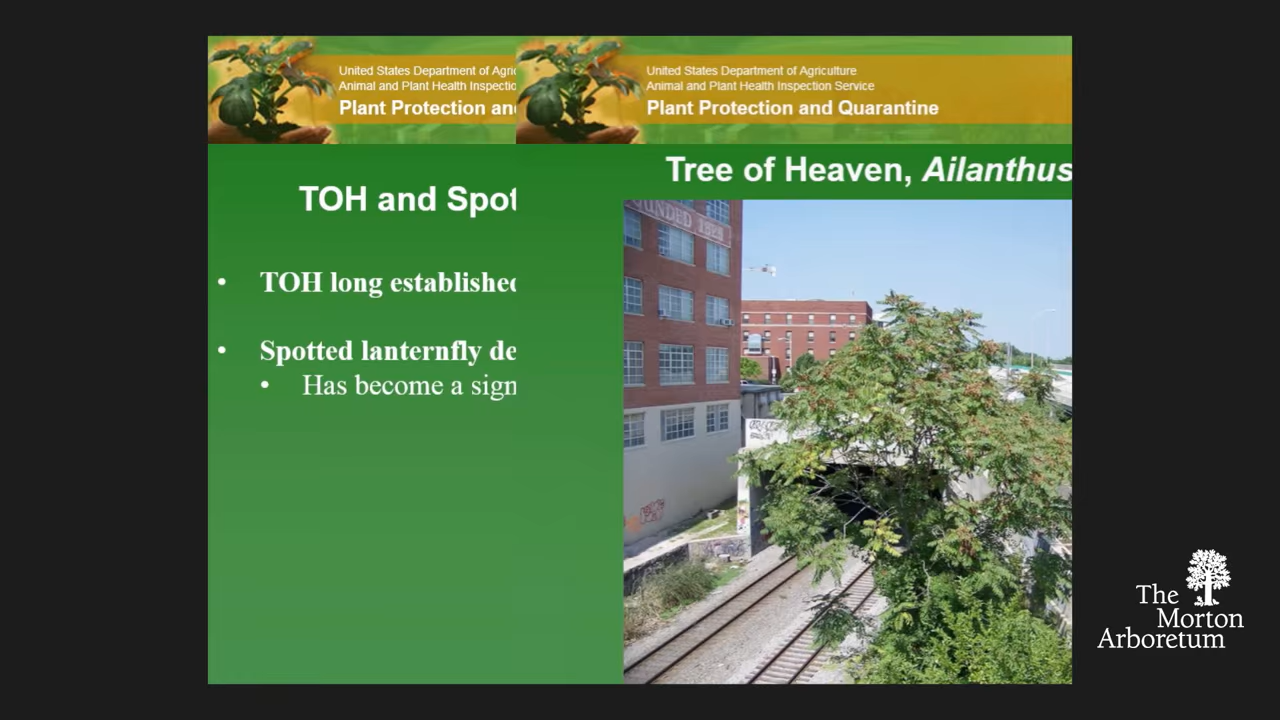 United States Department of Agric
Animal and Plant Health Inspectio
Plant Protection and
TOH and Spot
• TOH long established
• Spotted lanternfly de
• Has become a sign
United States Department of Agriculture
Animal and Plant Health Inspection Service
Plant Protection and Quarantine
Tree of Heaven, Ailanthus
The
Morton
Arboretum